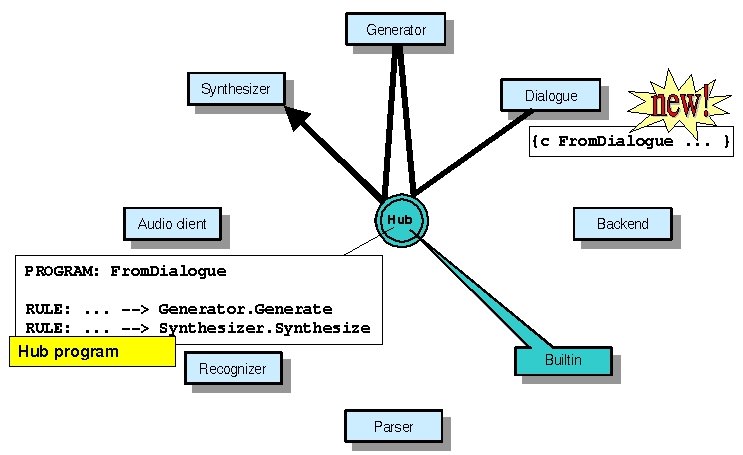 Generator
Synthesizer
Dialogue
new!
{c FromDialogue ... }
Audio client
Hub
Backend
PROGRAM: FromDialogue
RULE: ... --> Generator.Generate
RULE: ... --> Synthesizer.Synthesize
Hub program
Builtin
Recognizer
Parser